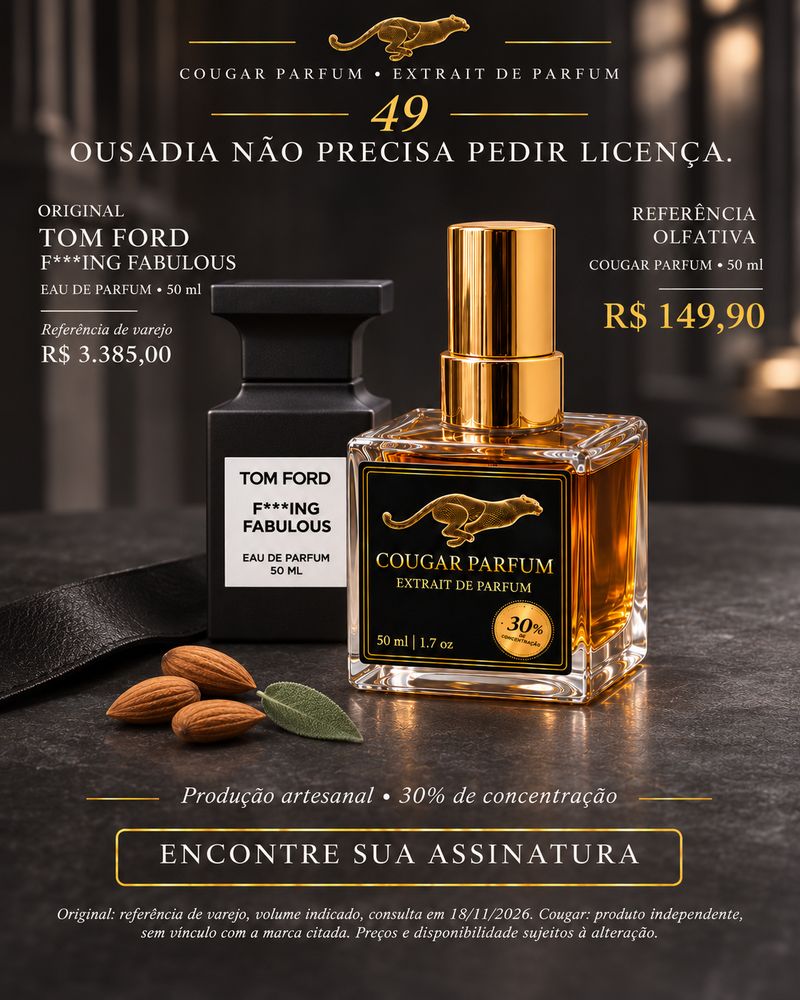 COUGAR PARFUM • EXTRAIT DE PARFUM
49
OUSADIA NÃO PRECISA PEDIR LICENÇA.
ORIGINAL
TOM FORD
F***ING FABULOUS
EAU DE PARFUM • 50 ml
Referência de varejo
R$ 3.385,00
REFERÊNCIA
OLFATIVA
COUGAR PARFUM • 50 ml
R$ 149,90
TOM FORD
F***ING
FABULOUS
EAU DE PARFUM
50 ML
COUGAR PARFUM
EXTRAIT DE PARFUM
30%
DE
CONCENTRAÇÃO
50 ml | 1.7 oz
Produção artesanal • 30% de concentração
ENCONTRE SUA ASSINATURA
Original: referência de varejo, volume indicado, consulta em 18/11/2026. Cougar: produto independente,
sem vínculo com a marca citada. Preços e disponibilidade sujeitos à alteração.